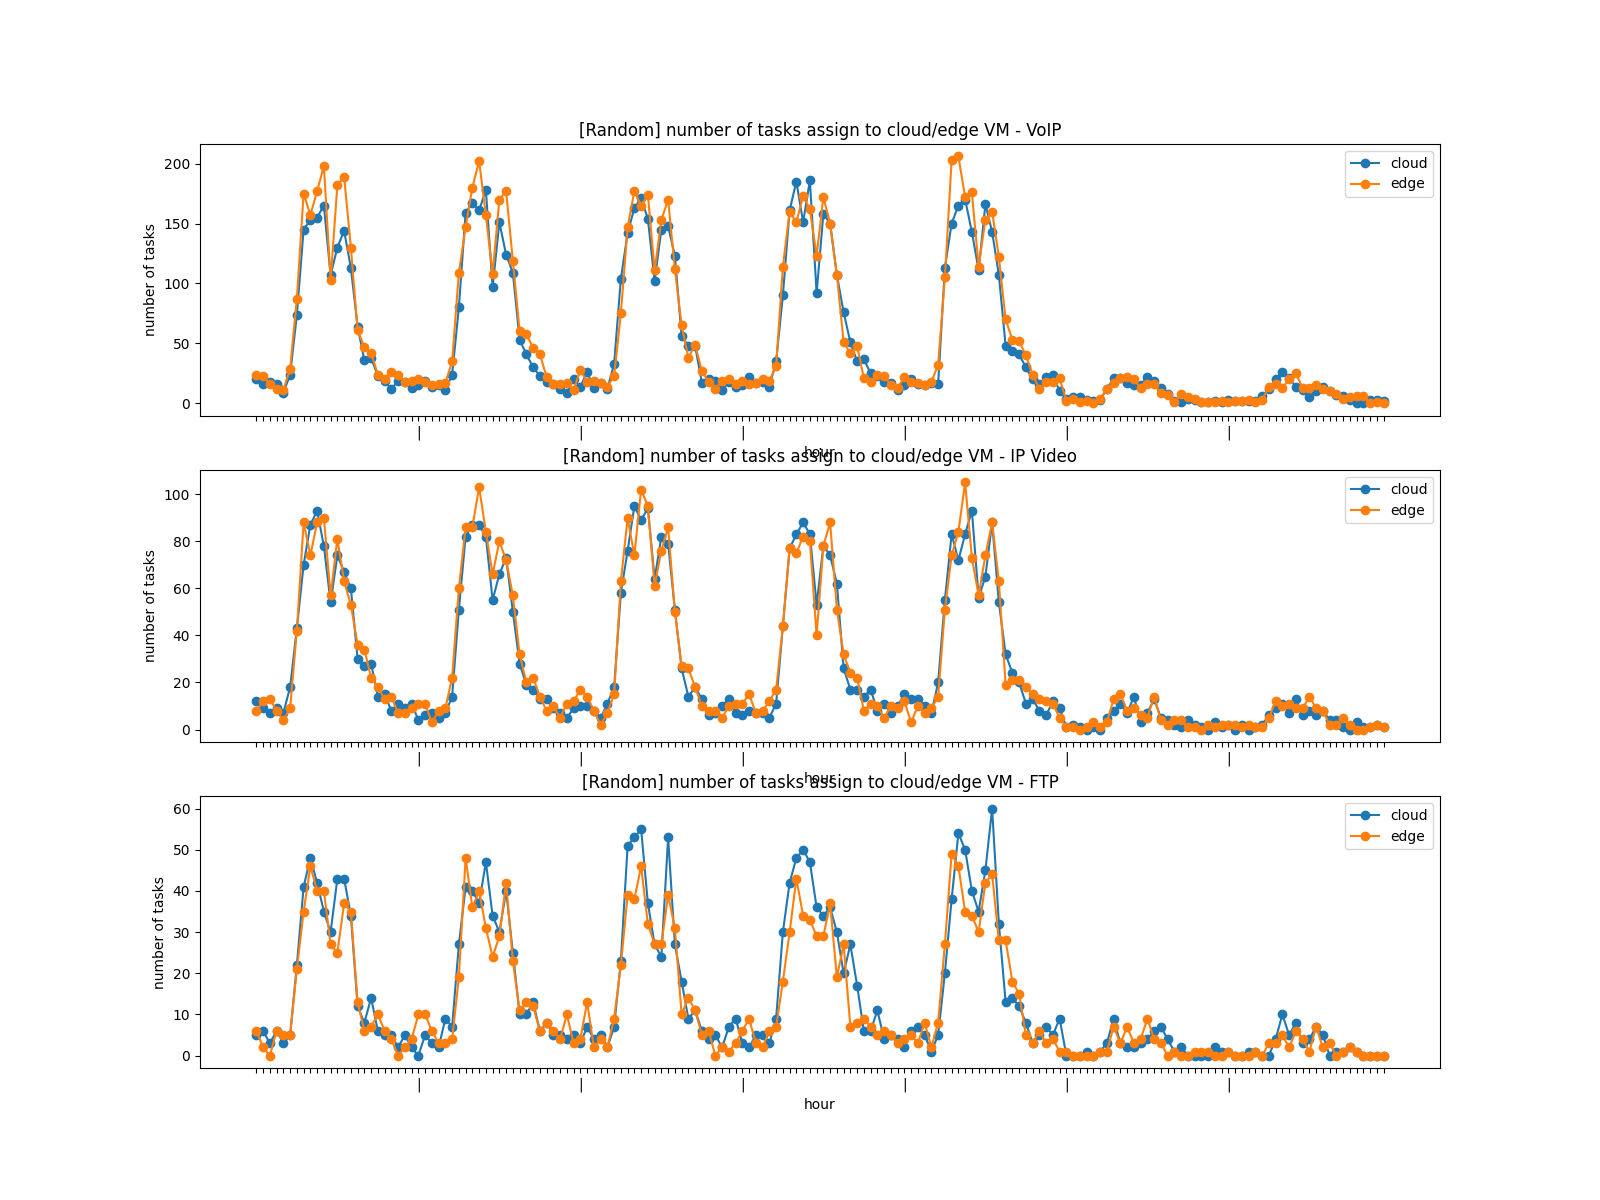 [Random] number of tasks assign to cloud/edge VM - VoIP
200
150
100
50
0
number of tasks
cloud
edge
hour
[Random] number of tasks assign to cloud/edge VM - IP Video
100
80
60
40
20
0
number of tasks
cloud
edge
hour
[Random] number of tasks assign to cloud/edge VM - FTP
60
50
40
30
20
10
0
number of tasks
cloud
edge
hour